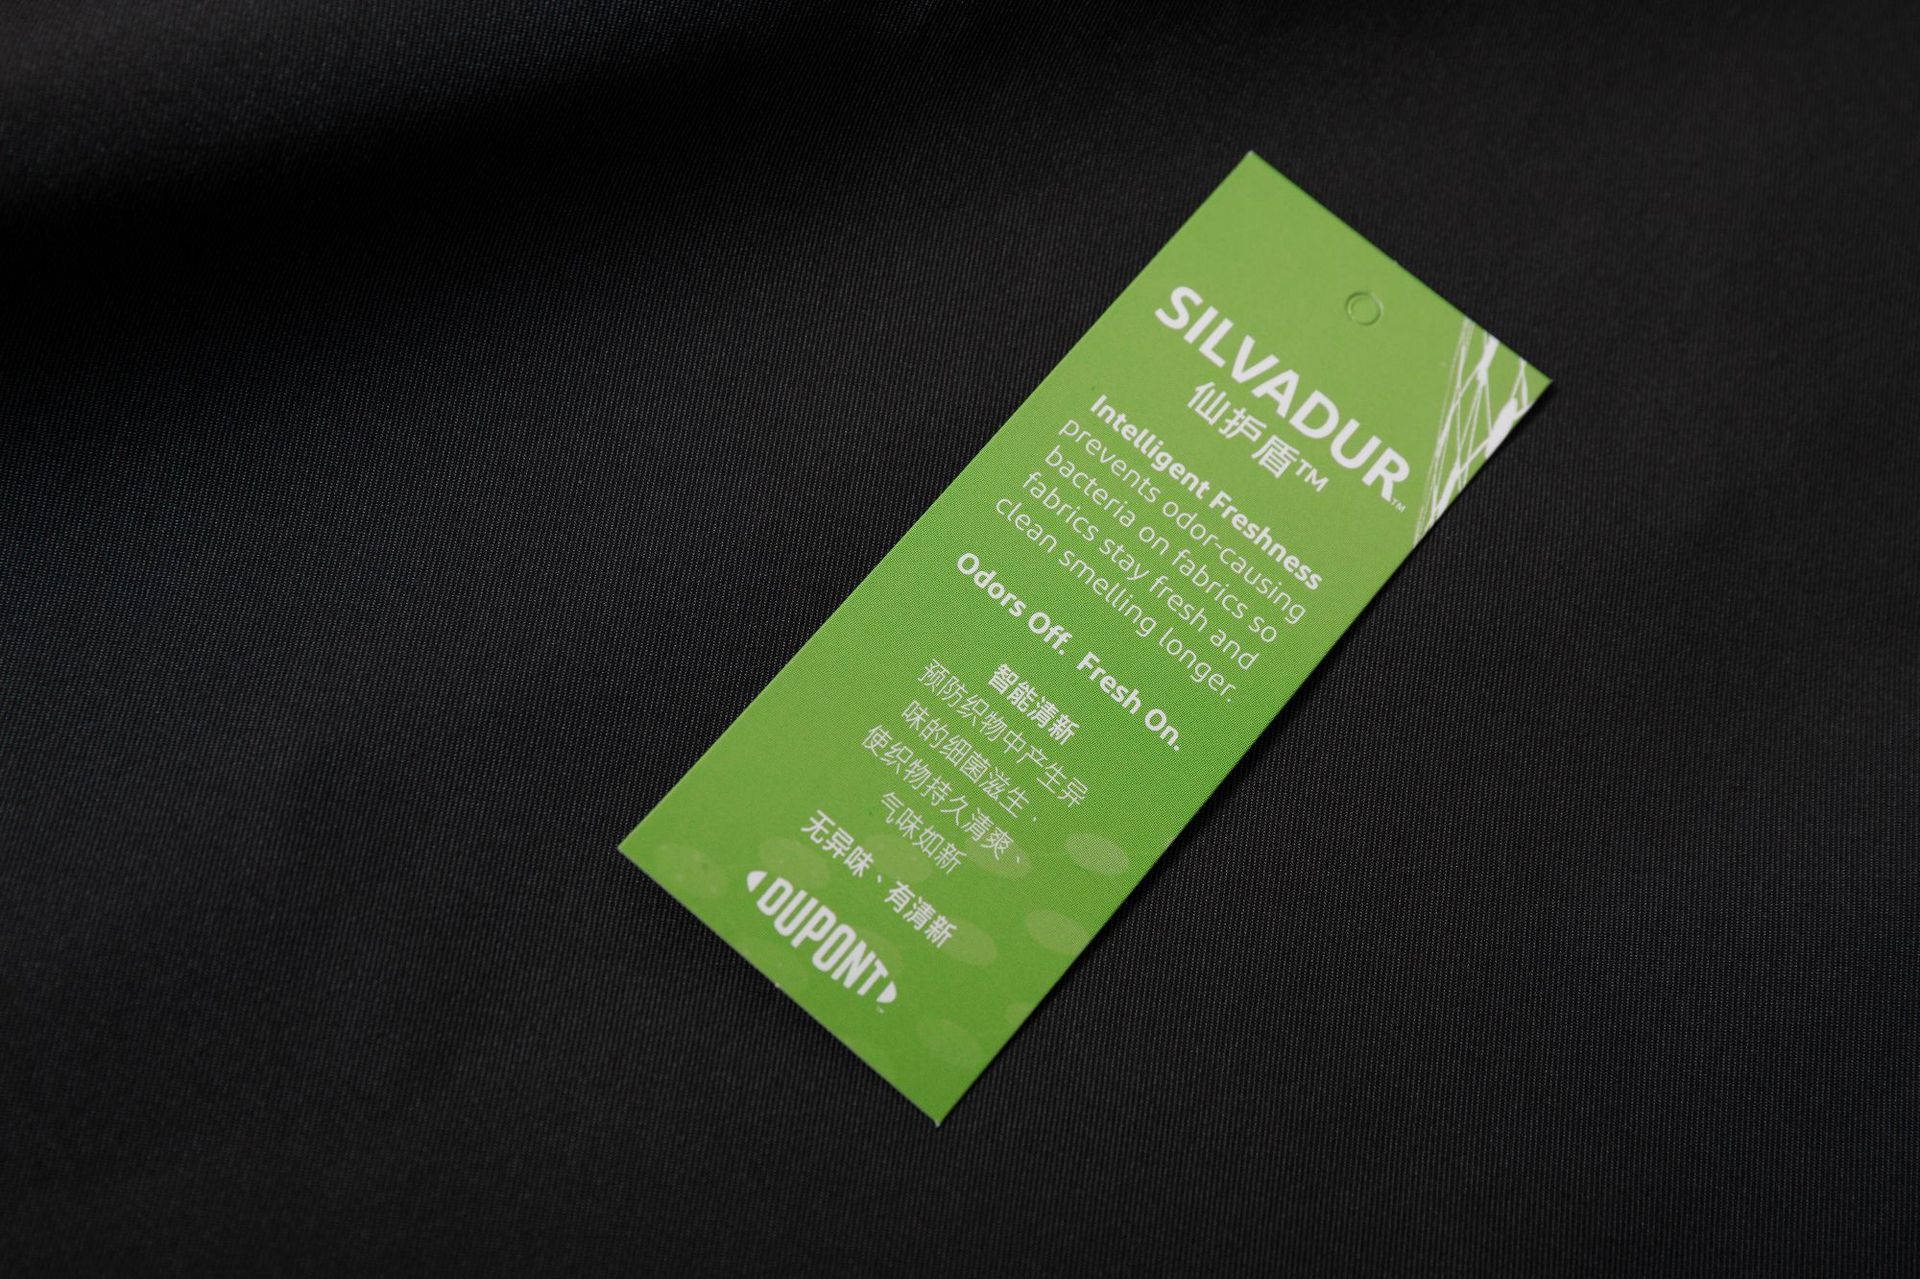 SILVADUR™
仙护盾™
Intelligent Freshness
prevents odor-causing
bacteria on fabrics so
fabrics stay fresh and
clean smelling longer.
Odors Off. Fresh On.
智能清新
预防织物中产生异
味的细菌滋生、
使织物持久清爽、
气味如新
无异味、有清新
DUPONT™